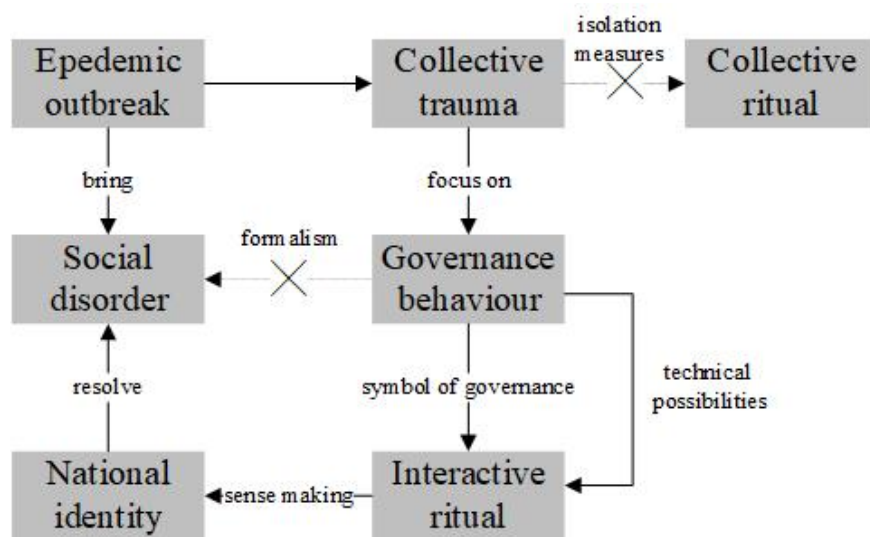 Epedemic
outbreak
Collective
trauma
isolation
measures
Collective
ritual
bring
focus on
Social
disorder
formalism
Governance
behaviour
resolve
symbol of governance
technical
possibilities
National
identity
sense making
Interactive
ritual